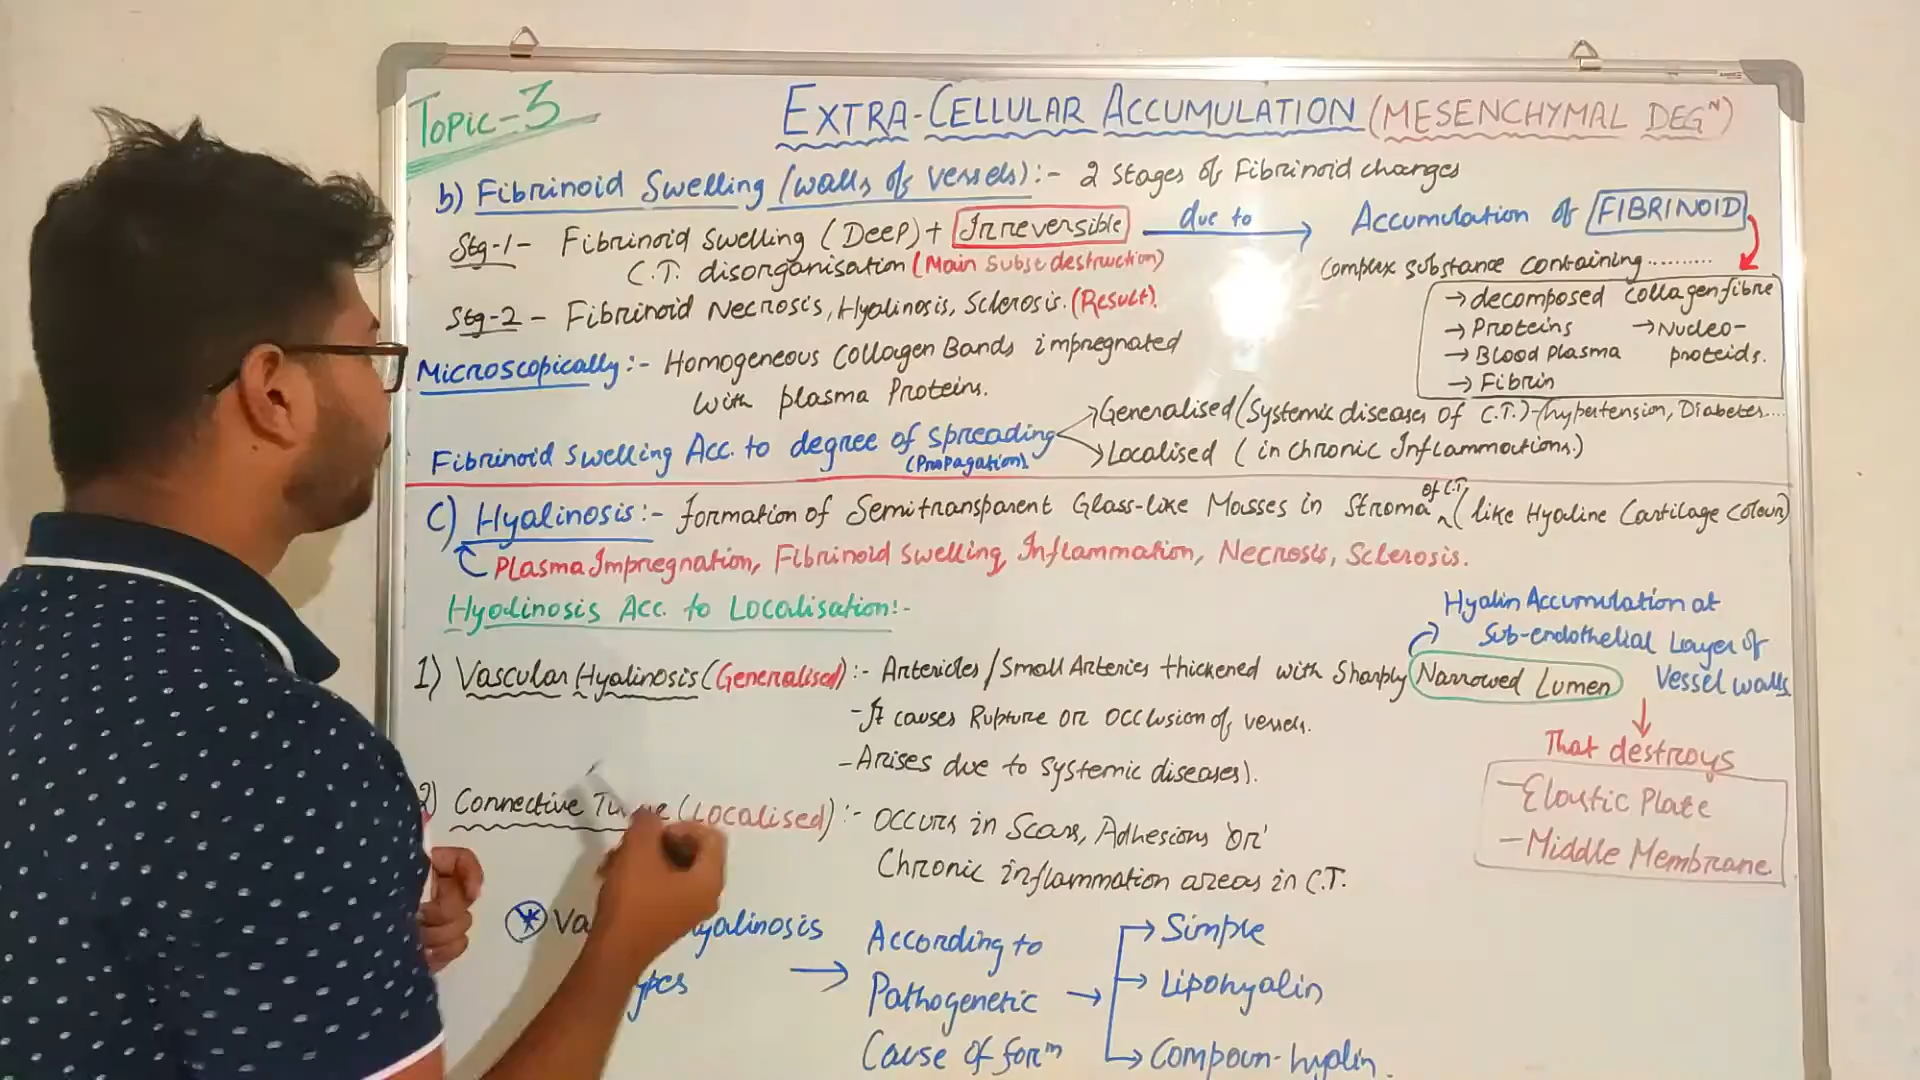 Topic-3
EXTRA-CELLULAR ACCUMULATION (MESENCHYMAL DEGN)
b) Fibrinoid Swelling (walls of vessels):- 2 Stages of Fibrinoid changes
Stg-1- Fibrinoid Swelling (Deep) + Irreversible due to Accumulation of FIBRINOID
C.T. disorganisation (Main Subst destruction)
Complex substance containing..........
→ decomposed collagen fibre
→ Proteins → Nucleo-
→ Blood Plasma proteids.
→ Fibrin
Stg-2 - Fibrinoid Necrosis, Hyalinosis, Sclerosis. (Result).
Microscopically:- Homogeneous Collagen Bands impregnated
with plasma Proteins.
Fibrinoid Swelling Acc. to degree of spreading
(Propagation)
Generalised (Systemic diseases of C.T.)-(hypertension, Diabetes....
Localised (in chronic Inflammations)
C) Hyalinosis:- formation of Semitransparent Glass-like Masses in Stroma of C.T. (like Hyaline Cartilage colour)
Plasma Impregnation, Fibrinoid swelling, Inflammation, Necrosis, Sclerosis.
Hyalinosis Acc. to Localisation:-
Hyalin Accumulation at
Sub-endothelial Layer of
Vessel walls
1) Vascular Hyalinosis (Generalised):- Arterioles/Small Arteries thickened with Sharply Narrowed Lumen
-It causes Rupture or occlusion of vessels.
-Arises due to systemic diseases).
That destroys
-Elastic Plate
-Middle Membrane
2) Connective (Localised):- Occurs in Scars, Adhesions 'or'
Chronic inflammation areas in C.T.
→ According to
Pathogenetic
Cause of formn
→ Simple
→ Lipohyalin
→ Compoun-hyalin.